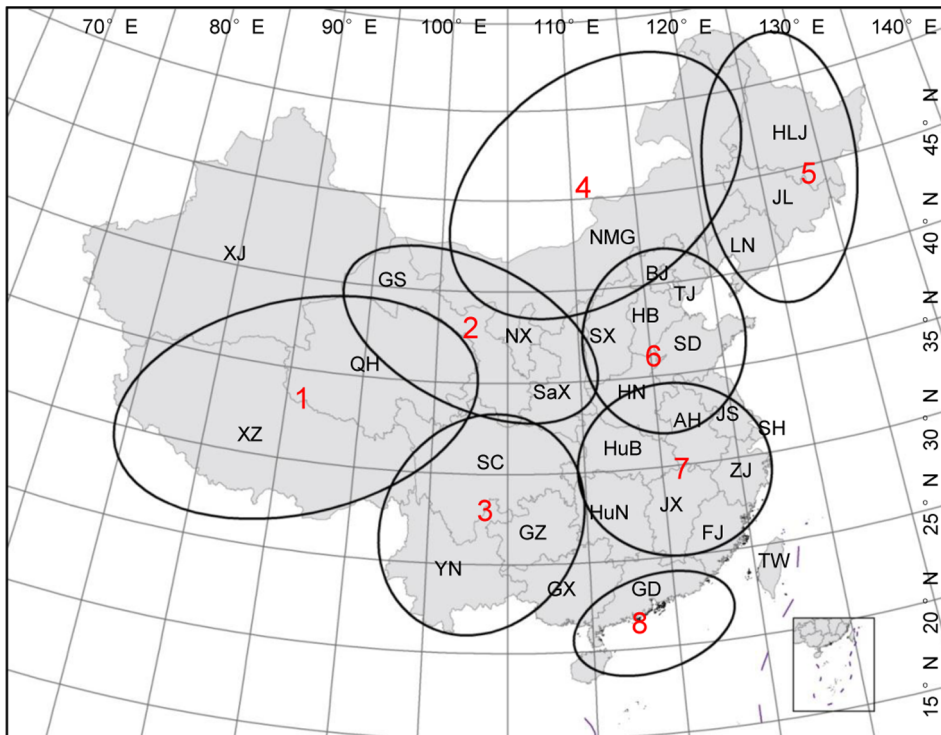 70° E 80° E 90° E 100° E 110° E 120° E 130° E 140° E
45° N
40° N
35° N
30° N
25° N
20° N
15° N
HLJ
5
4
JL
NMG
LN
XJ
BJ
GS
TJ
HB
2
NX
SX
SD
6
QH
SaX
HN
1
JS
AH
SH
XZ
HuB
SC
7
ZJ
3
HuN
JX
GZ
FJ
TW
YN
GX
GD
8